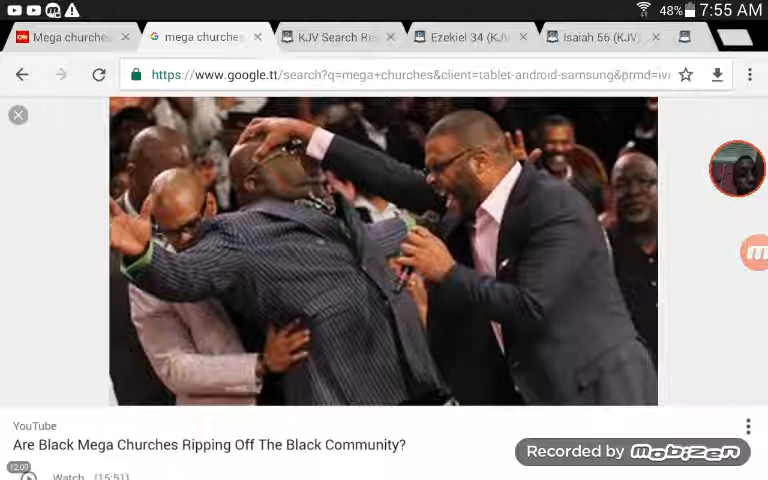 48% 7:55 AM
Mega churche
mega churche
KJV Search Re
Ezekiel 34 (KJV
Isaiah 56 (KJV)
https://www.google.tt/search?q=mega+churches&client=tablet-android-samsung&prmd=iv
YouTube
Are Black Mega Churches Ripping Off The Black Community?
Recorded by mobizen
12:09
Watch (15:51)